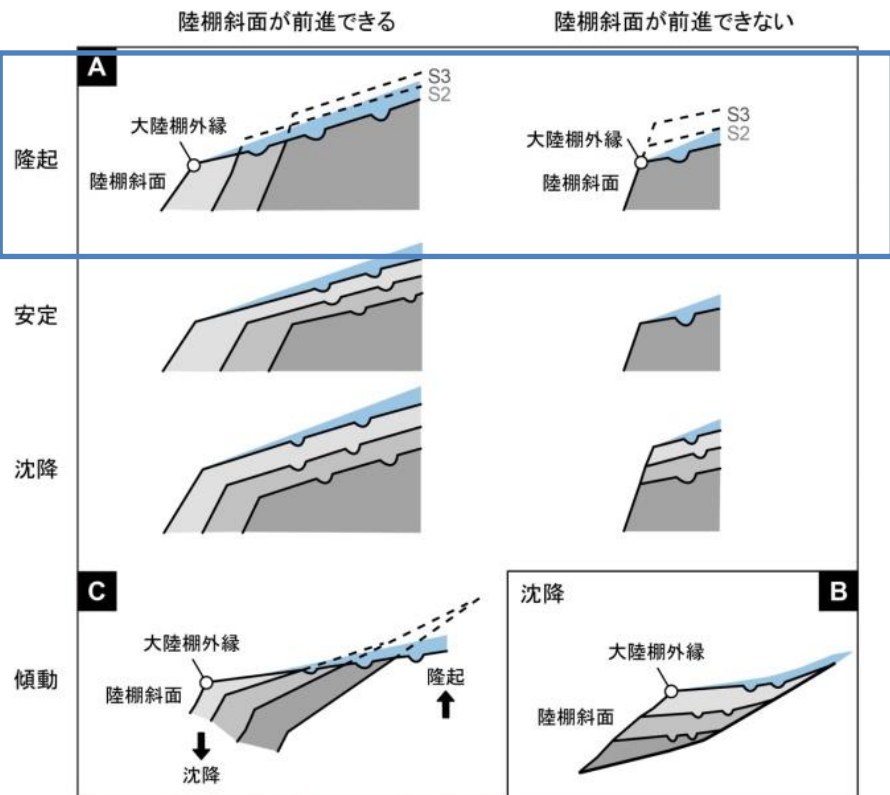 陸棚斜面が前進できる
陸棚斜面が前進できない
A
S3
S2
大陸棚外縁
隆起
陸棚斜面
S3
S2
大陸棚外縁
陸棚斜面
安定
沈降
C
大陸棚外縁
陸棚斜面
傾動
隆起
沈降
沈降
B
大陸棚外縁
陸棚斜面